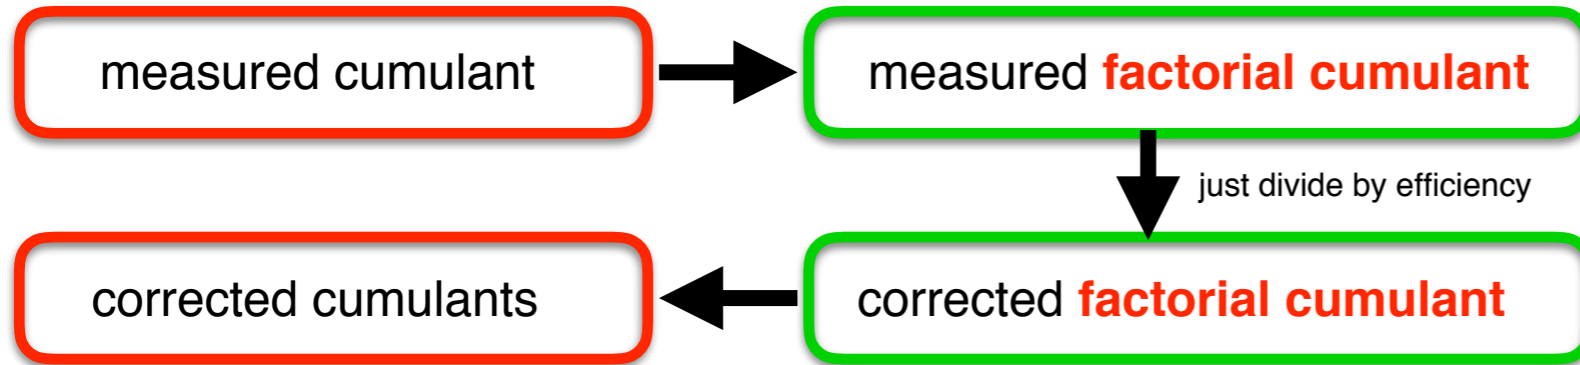 measured cumulant
measured factorial cumulant
just divide by efficiency
corrected cumulants
corrected factorial cumulant